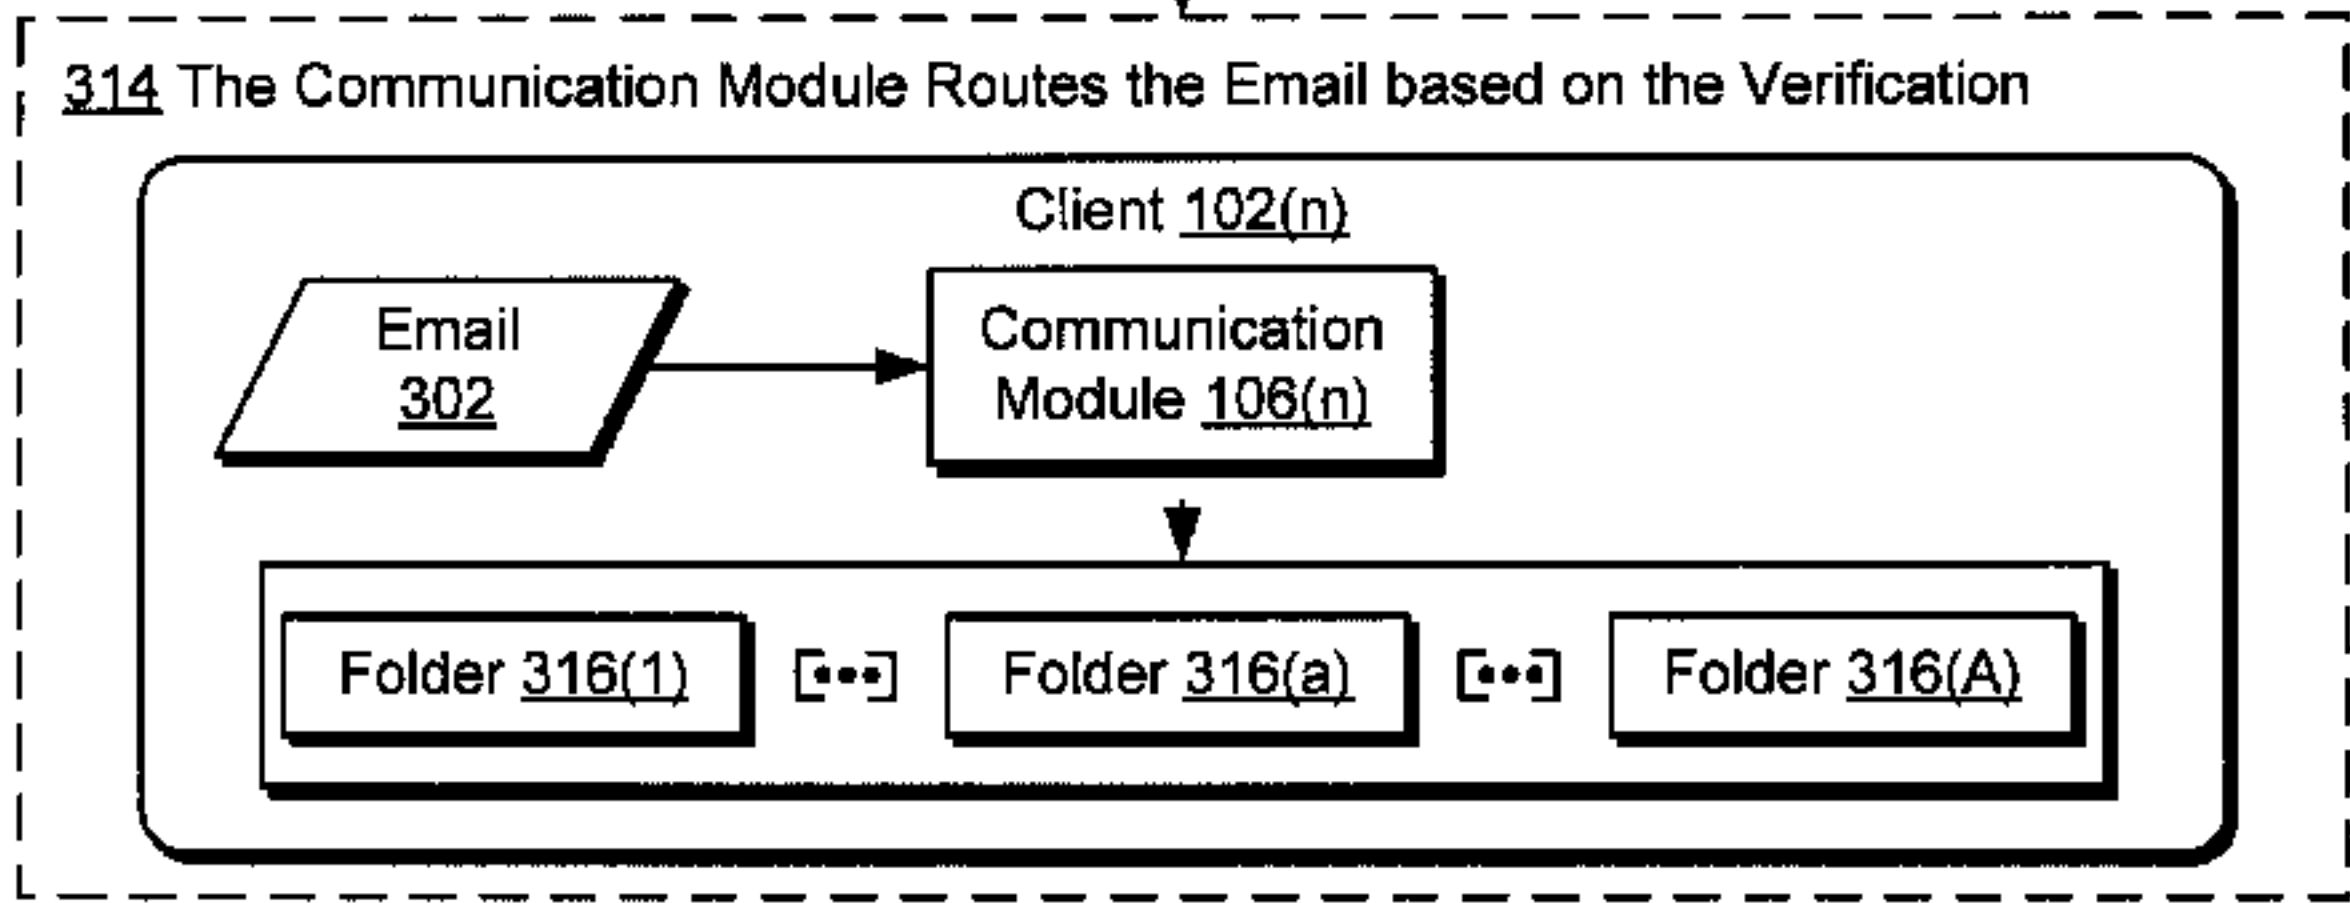 314 The Communication Module Routes the Email based on the Verification
Client 102(n)
Email
302
Communication
Module 106(n)
Folder 316(1) [•••] Folder 316(a) [•••] Folder 316(A)